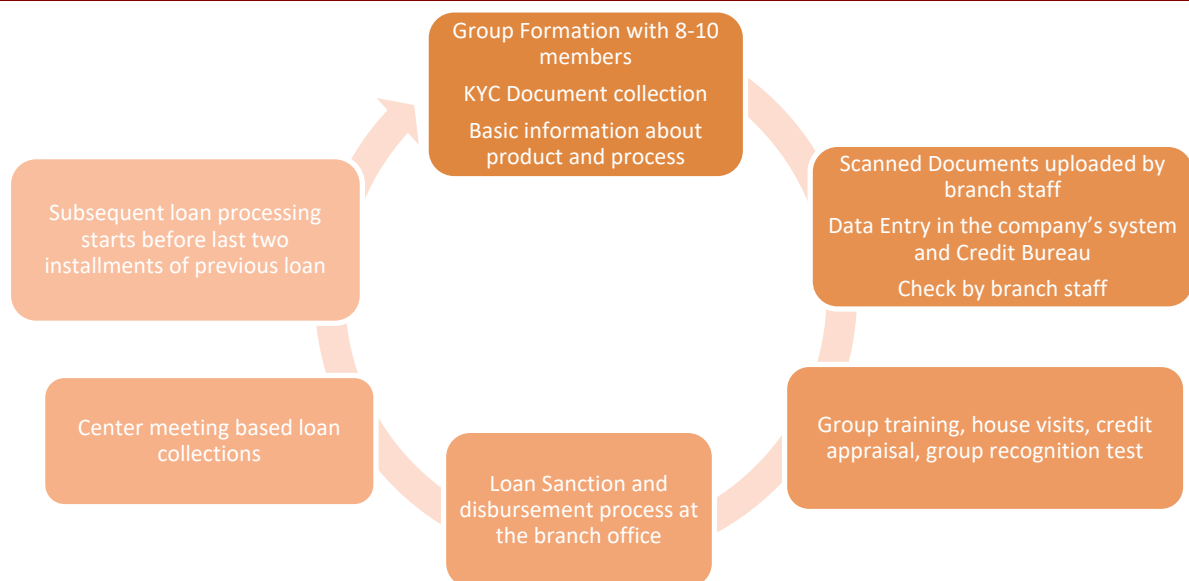 Group Formation with 8-10
members
KYC Document collection
Basic information about
product and process
Scanned Documents uploaded by
branch staff
Data Entry in the company's system
and Credit Bureau
Check by branch staff
Group training, house visits, credit
appraisal, group recognition test
Loan Sanction and
disbursement process at
the branch office
Center meeting based loan
collections
Subsequent loan processing
starts before last two
installments of previous loan